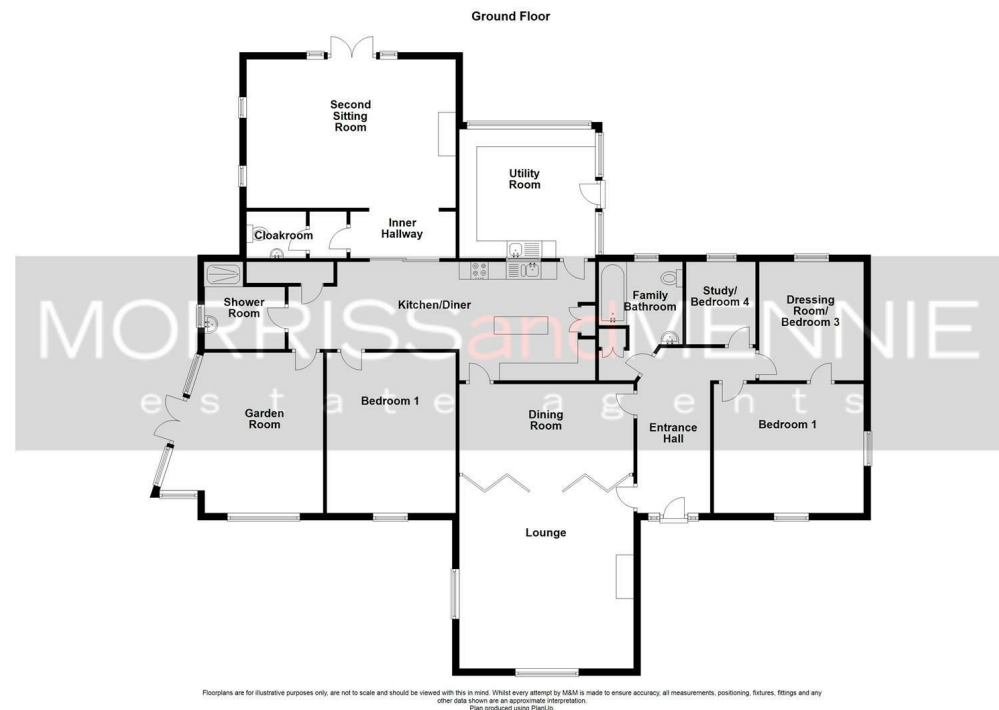 Ground Floor
Second
Sitting
Room
Utility
Room
Inner
Hallway
Cloakroom
Shower
Room
Kitchen/Diner
Family
Bathroom
Study/
Bedroom 4
Dressing
Room/
Bedroom 3
MORRISSandMENNIE
estate agents
Garden
Room
Bedroom 1
Dining
Room
Entrance
Hall
Bedroom 1
Lounge
Floorplans are for illustrative purposes only, are not to scale and should be viewed with this in mind. Whilst every attempt by M&M is made to ensure accuracy, all measurements, positioning, fixtures, fittings and any
other data shown are an approximate interpretation.
Plan produced using PlanUp.